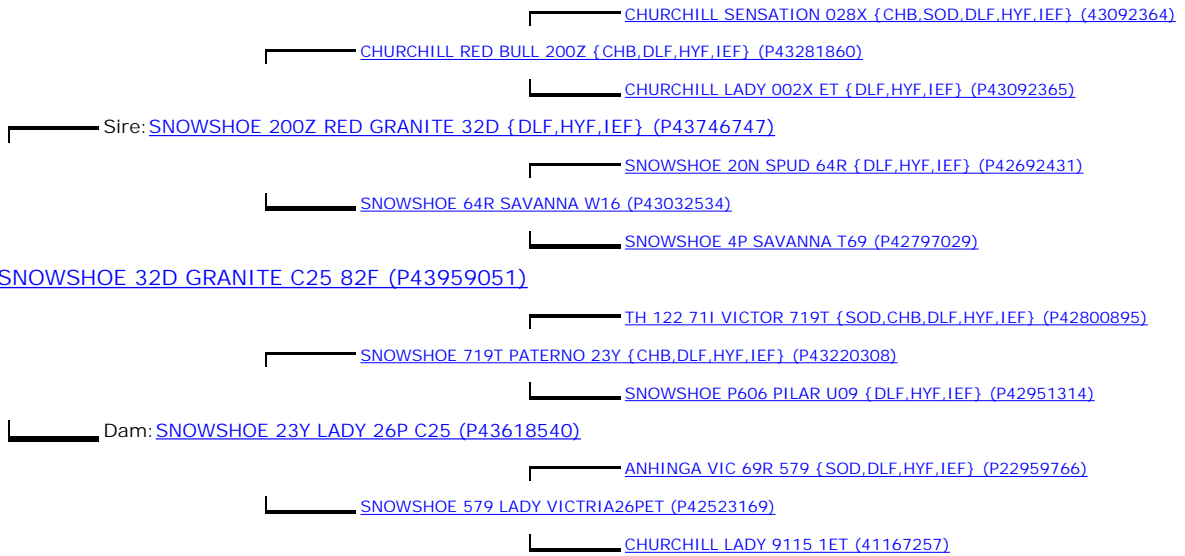 CHURCHILL SENSATION 028X {CHB,SOD,DLF,HYF,IEF} (43092364)
CHURCHILL RED BULL 200Z {CHB,DLF,HYF,IEF} (P43281860)
CHURCHILL LADY 002X ET {DLF,HYF,IEF} (P43092365)
Sire: SNOWSHOE 200Z RED GRANITE 32D {DLF,HYF,IEF} (P43746747)
SNOWSHOE 20N SPUD 64R {DLF,HYF,IEF} (P42692431)
SNOWSHOE 64R SAVANNA W16 (P43032534)
SNOWSHOE 4P SAVANNA T69 (P42797029)
SNOWSHOE 32D GRANITE C25 82F (P43959051)
TH 122 71I VICTOR 719T {SOD,CHB,DLF,HYF,IEF} (P42800895)
SNOWSHOE 719T PATERNO 23Y {CHB,DLF,HYF,IEF} (P43220308)
SNOWSHOE P606 PILAR U09 {DLF,HYF,IEF} (P42951314)
Dam: SNOWSHOE 23Y LADY 26P C25 (P43618540)
ANHINGA VIC 69R 579 {SOD,DLF,HYF,IEF} (P22959766)
SNOWSHOE 579 LADY VICTRIA26PET (P42523169)
CHURCHILL LADY 9115 1ET (41167257)